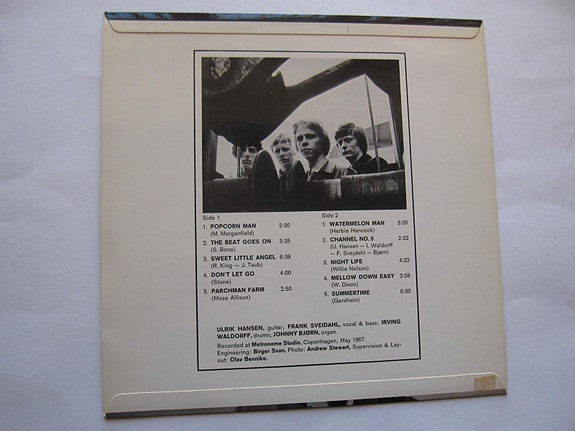 Side 1
1. POPCORN MAN 2:30
(M. Morganfield)
2. THE BEAT GOES ON 3:35
(S. Bono)
3. SWEET LITTLE ANGEL 6:38
(R. King — J. Taub)
4. DON'T LET GO 4:00
(Stone)
5. PARCHMAN FARM 2:50
(Mose Allison)
Side 2
1. WATERMELON MAN 3:35
(Herbie Hancock)
2. CHANNEL NO. 5 2:32
(U. Hansen — I. Waldorff
— F. Svejdahl — Bjørn)
3. NIGHT LIFE 4:22
(Willie Nelson)
4. MELLOW DOWN EASY 2:58
(W. Dixon)
5. SUMMERTIME 6:30
(Gershwin)
ULRIK HANSEN, guitar; FRANK SVEIDAHL, vocal & bass; IRVING
WALDORFF, drums; JOHNNY BJØRN, organ.
Recorded at Metronome Studio, Copenhagen, May 1967.
Engineering: Birger Svan, Photo: Andrew Stewart, Supervision & Lay-
out: Olav Bennike.